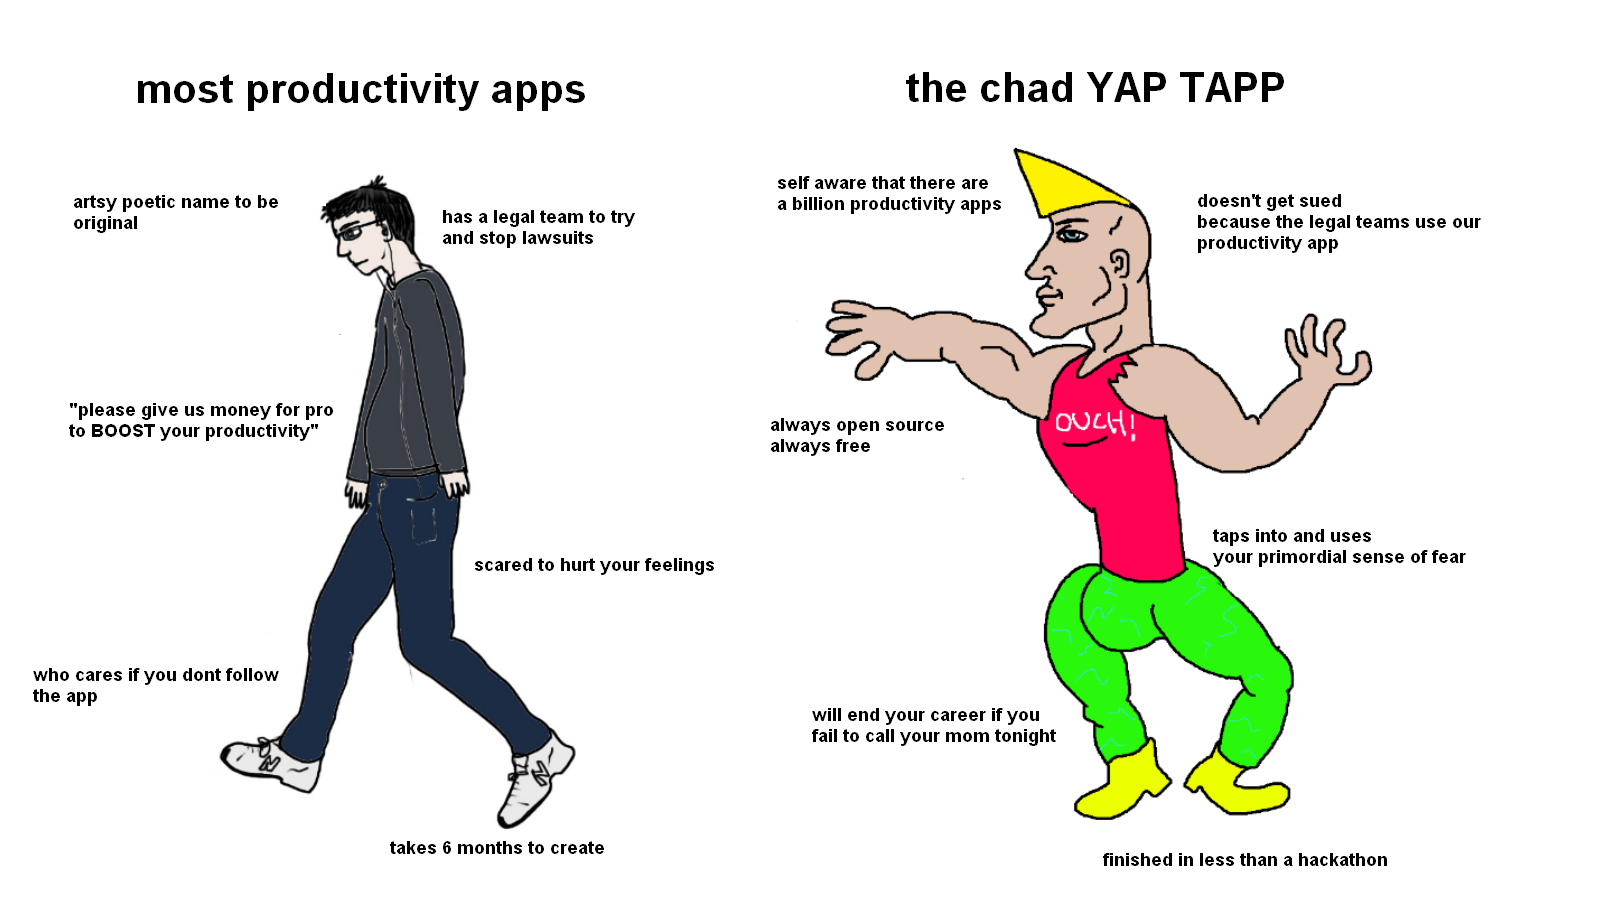 most productivity apps
the chad YAP TAPP
artsy poetic name to be
original
has a legal team to try
and stop lawsuits
"please give us money for pro
to BOOST your productivity"
scared to hurt your feelings
who cares if you dont follow
the app
takes 6 months to create
self aware that there are
a billion productivity apps
doesn't get sued
because the legal teams use our
productivity app
always open source
always free
OUCH!
taps into and uses
your primordial sense of fear
will end your career if you
fail to call your mom tonight
finished in less than a hackathon